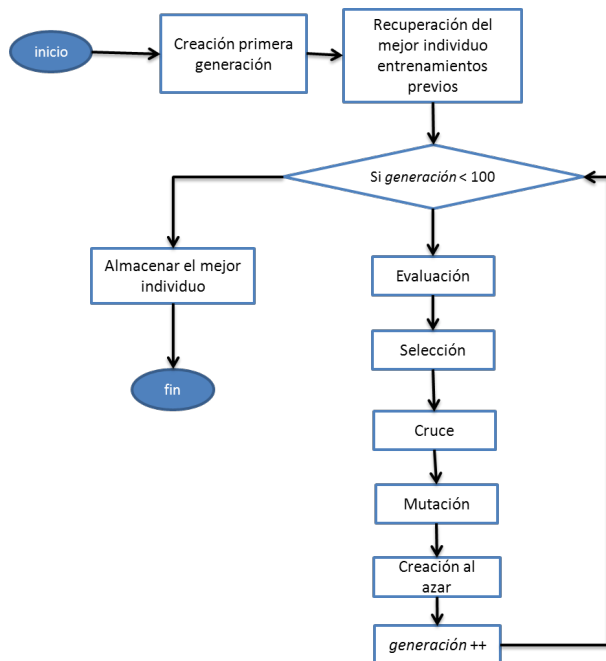 inicio
Creación primera
generación
Recuperación del
mejor individuo
entrenamientos
previos
Si generación < 100
Almacenar el mejor
individuo
fin
Evaluación
Selección
Cruce
Mutación
Creación al
azar
generación ++